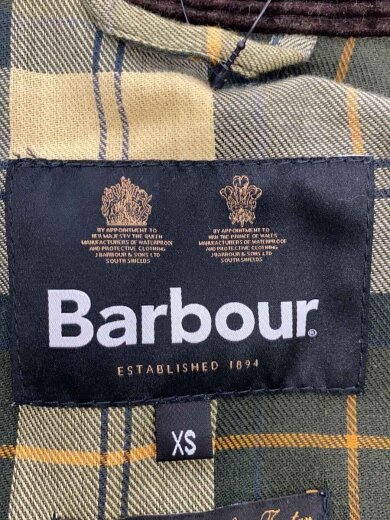 BY APPOINTMENT TO
HER MAJESTY THE QUEEN
MANUFACTURERS OF WATERPROOF
AND PROTECTIVE CLOTHING
J BARBOUR & SONS LTD
SOUTH SHIELDS
BY APPOINTMENT TO
HRH THE PRINCE OF WALES
MANUFACTURERS OF WATERPROOF
AND PROTECTIVE CLOTHING
J BARBOUR & SONS LTD
SOUTH SHIELDS
Barbour®
ESTABLISHED 1894
XS